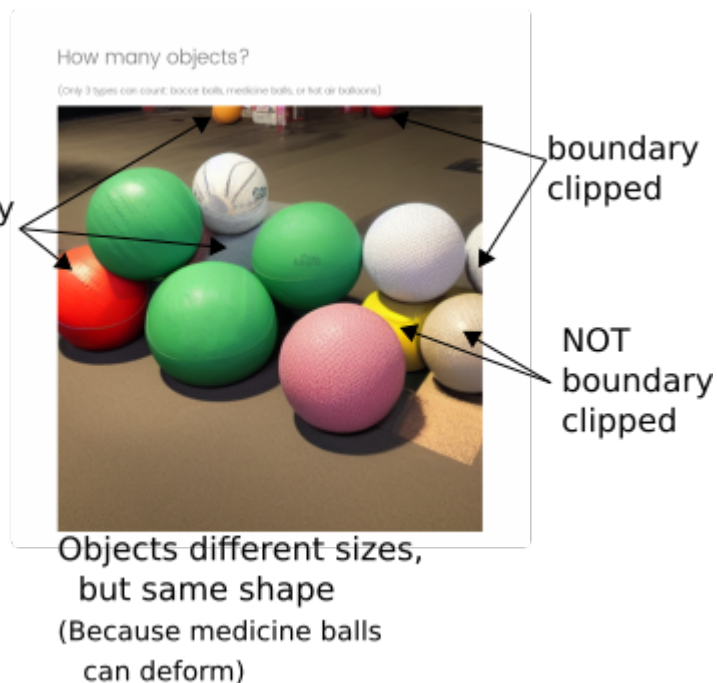 How many objects?
(Only 3 types can count: bocce balls, medicine balls, or hot air balloons)
boundary
clipped
y
NOT
boundary
clipped
Objects different sizes,
but same shape
(Because medicine balls
can deform)